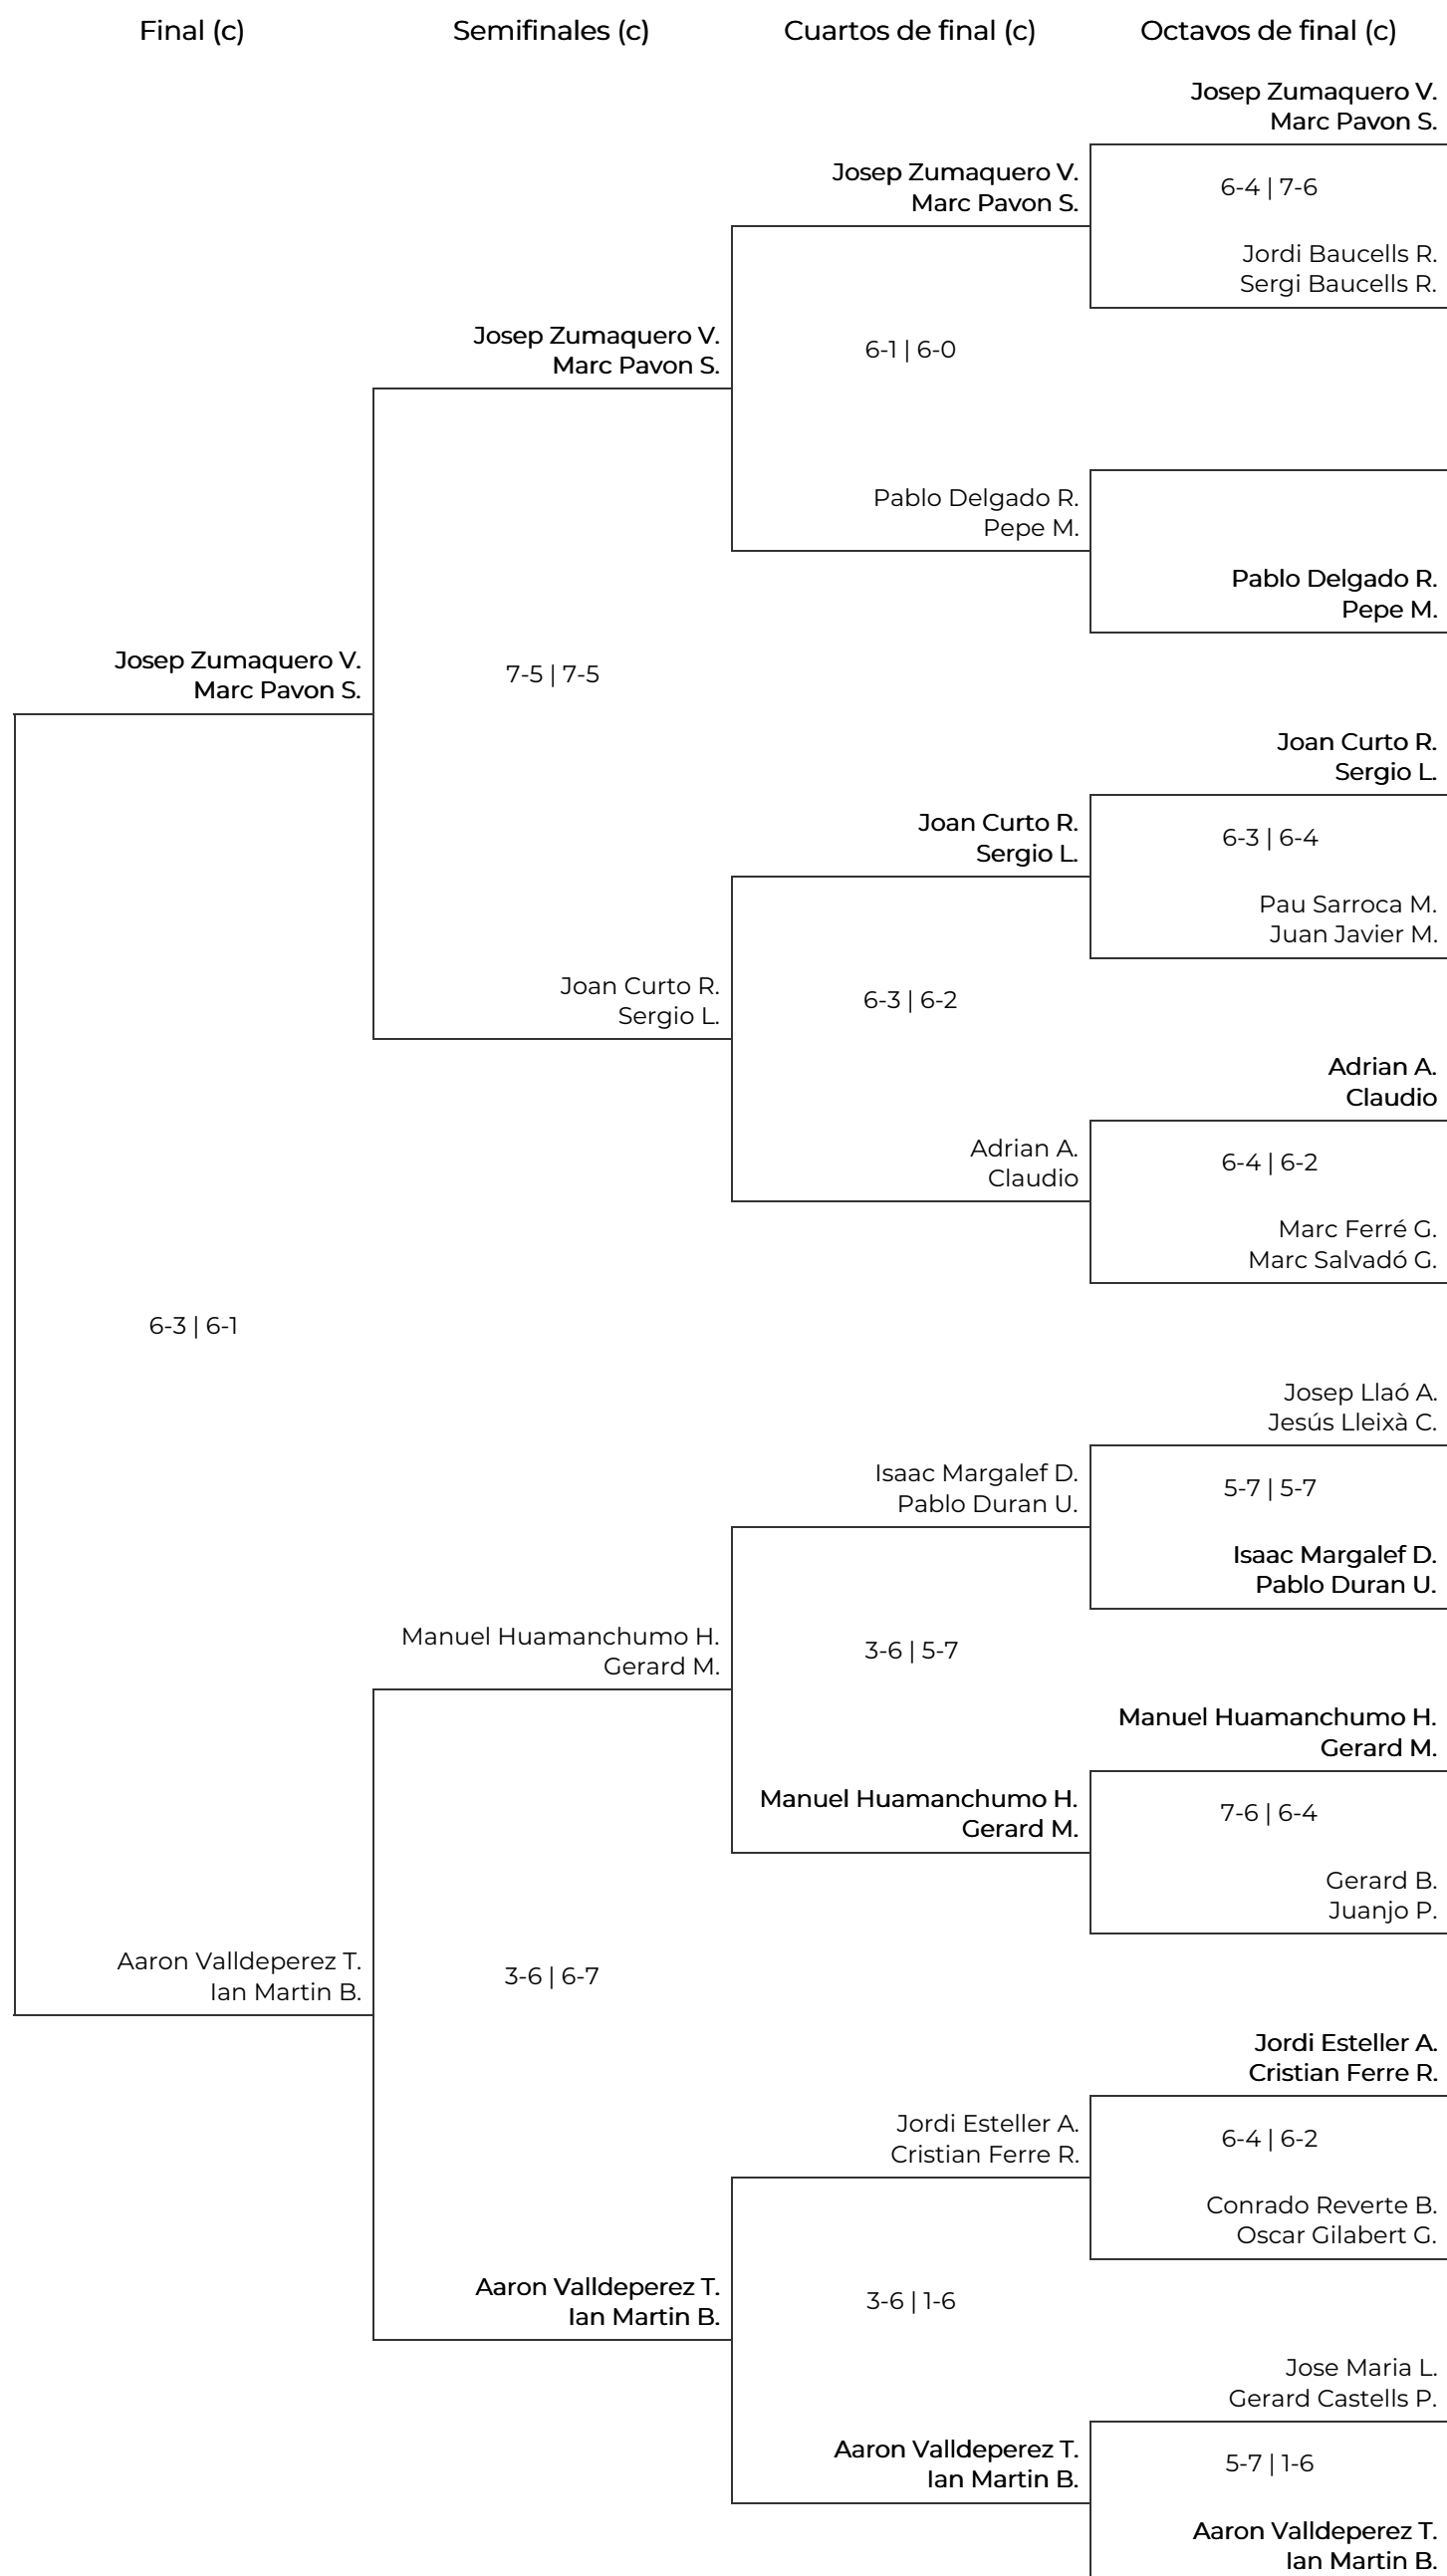 Final (c)
Semifinales (c)
Cuartos de final (c)
Octavos de final (c)
Josep Zumaquero V.
Marc Pavon S.
6-4 | 7-6
Jordi Baucells R.
Sergi Baucells R.
Josep Zumaquero V.
Marc Pavon S.
6-1 | 6-0
Pablo Delgado R.
Pepe M.
Pablo Delgado R.
Pepe M.
Josep Zumaquero V.
Marc Pavon S.
7-5 | 7-5
Joan Curto R.
Sergio L.
Joan Curto R.
Sergio L.
6-3 | 6-4
Pau Sarroca M.
Juan Javier M.
Joan Curto R.
Sergio L.
6-3 | 6-2
Adrian A.
Claudio
Adrian A.
Claudio
6-4 | 6-2
Marc Ferré G.
Marc Salvadó G.
Josep Zumaquero V.
Marc Pavon S.
6-3 | 6-1
Aaron Valldeperez T.
Ian Martin B.
Josep Llaó A.
Jesús Lleixà C.
5-7 | 5-7
Isaac Margalef D.
Pablo Duran U.
Isaac Margalef D.
Pablo Duran U.
3-6 | 5-7
Manuel Huamanchumo H.
Gerard M.
Manuel Huamanchumo H.
Gerard M.
7-6 | 6-4
Gerard B.
Juanjo P.
Manuel Huamanchumo H.
Gerard M.
3-6 | 6-7
Aaron Valldeperez T.
Ian Martin B.
Jordi Esteller A.
Cristian Ferre R.
6-4 | 6-2
Conrado Reverte B.
Oscar Gilabert G.
Jordi Esteller A.
Cristian Ferre R.
3-6 | 1-6
Aaron Valldeperez T.
Ian Martin B.
Jose Maria L.
Gerard Castells P.
5-7 | 1-6
Aaron Valldeperez T.
Ian Martin B.